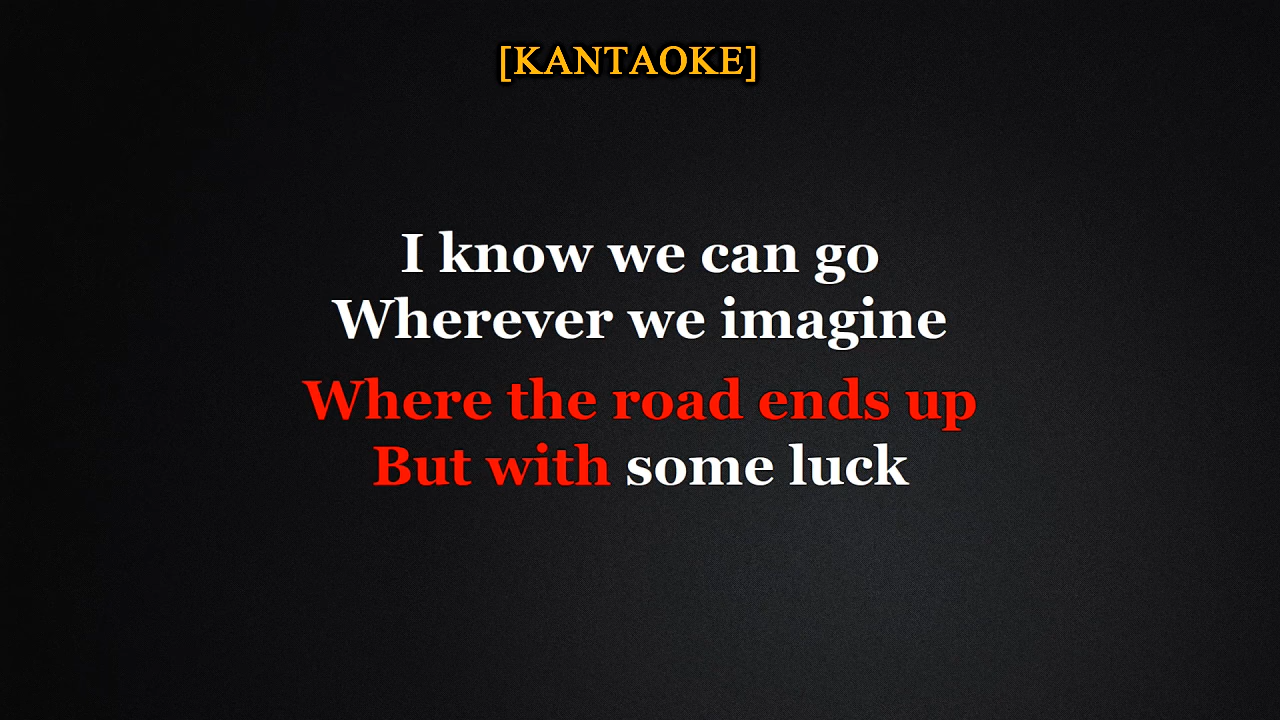 [KANTAOKE]
I know we can go
Wherever we imagine
Where the road ends up
But with some luck